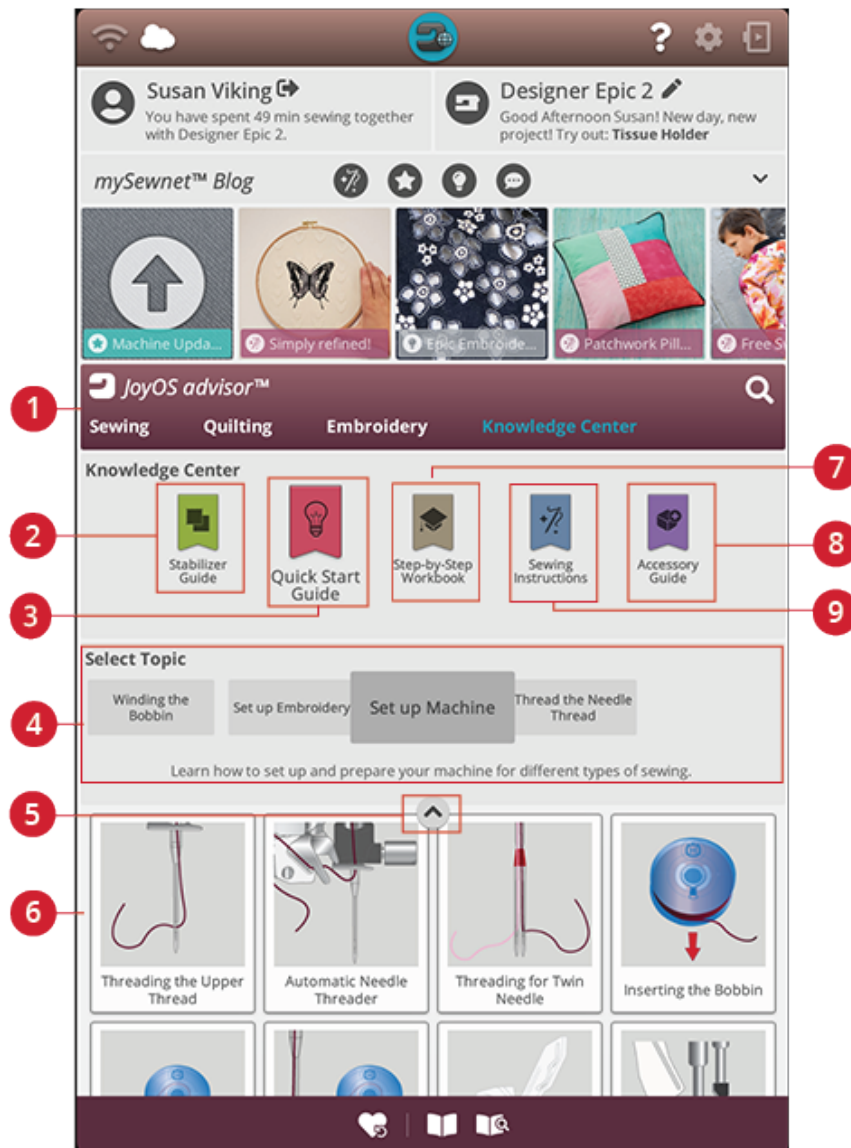 ?
Susan Viking
You have spent 49 min sewing together
with Designer Epic 2.
Designer Epic 2
Good Afternoon Susan! New day, new
project! Try out: Tissue Holder
mySewnet™ Blog
Machine Upda...
Simply refined!
Epic Embroide...
Patchwork Pill...
Free S
1
JoyOS advisor™
Sewing Quilting Embroidery Knowledge Center
Knowledge Center
7
2
Stabilizer
Guide
3
Quick Start
Guide
Step-by-Step
Workbook
Sewing
Instructions
9
Accessory
Guide
8
4
Select Topic
Winding the
Bobbin
Set up Embroidery
Set up Machine
Thread the Needle
Thread
Learn how to set up and prepare your machine for different types of sewing.
5
6
Threading the Upper
Thread
Automatic Needle
Threader
Threading for Twin
Needle
Inserting the Bobbin